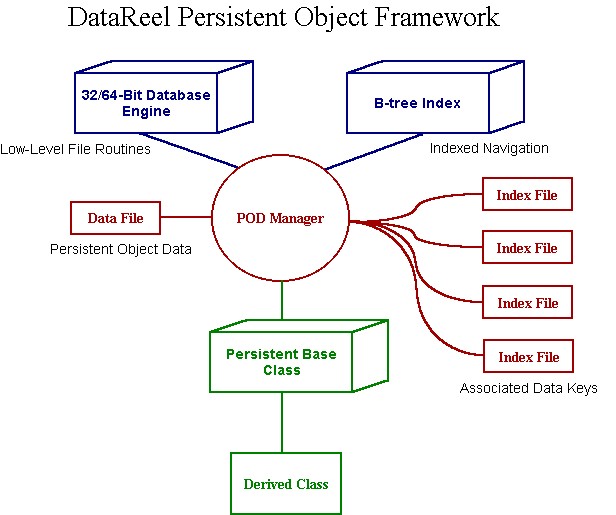 DataReel Persistent Object Framework
32/64-Bit Database
Engine
B-tree Index
Low-Level File Routines
Indexed Navigation
Index File
Data File
POD Manager
Persistent Object Data
Index File
Index File
Persistent Base
Class
Index File
Associated Data Keys
Derived Class